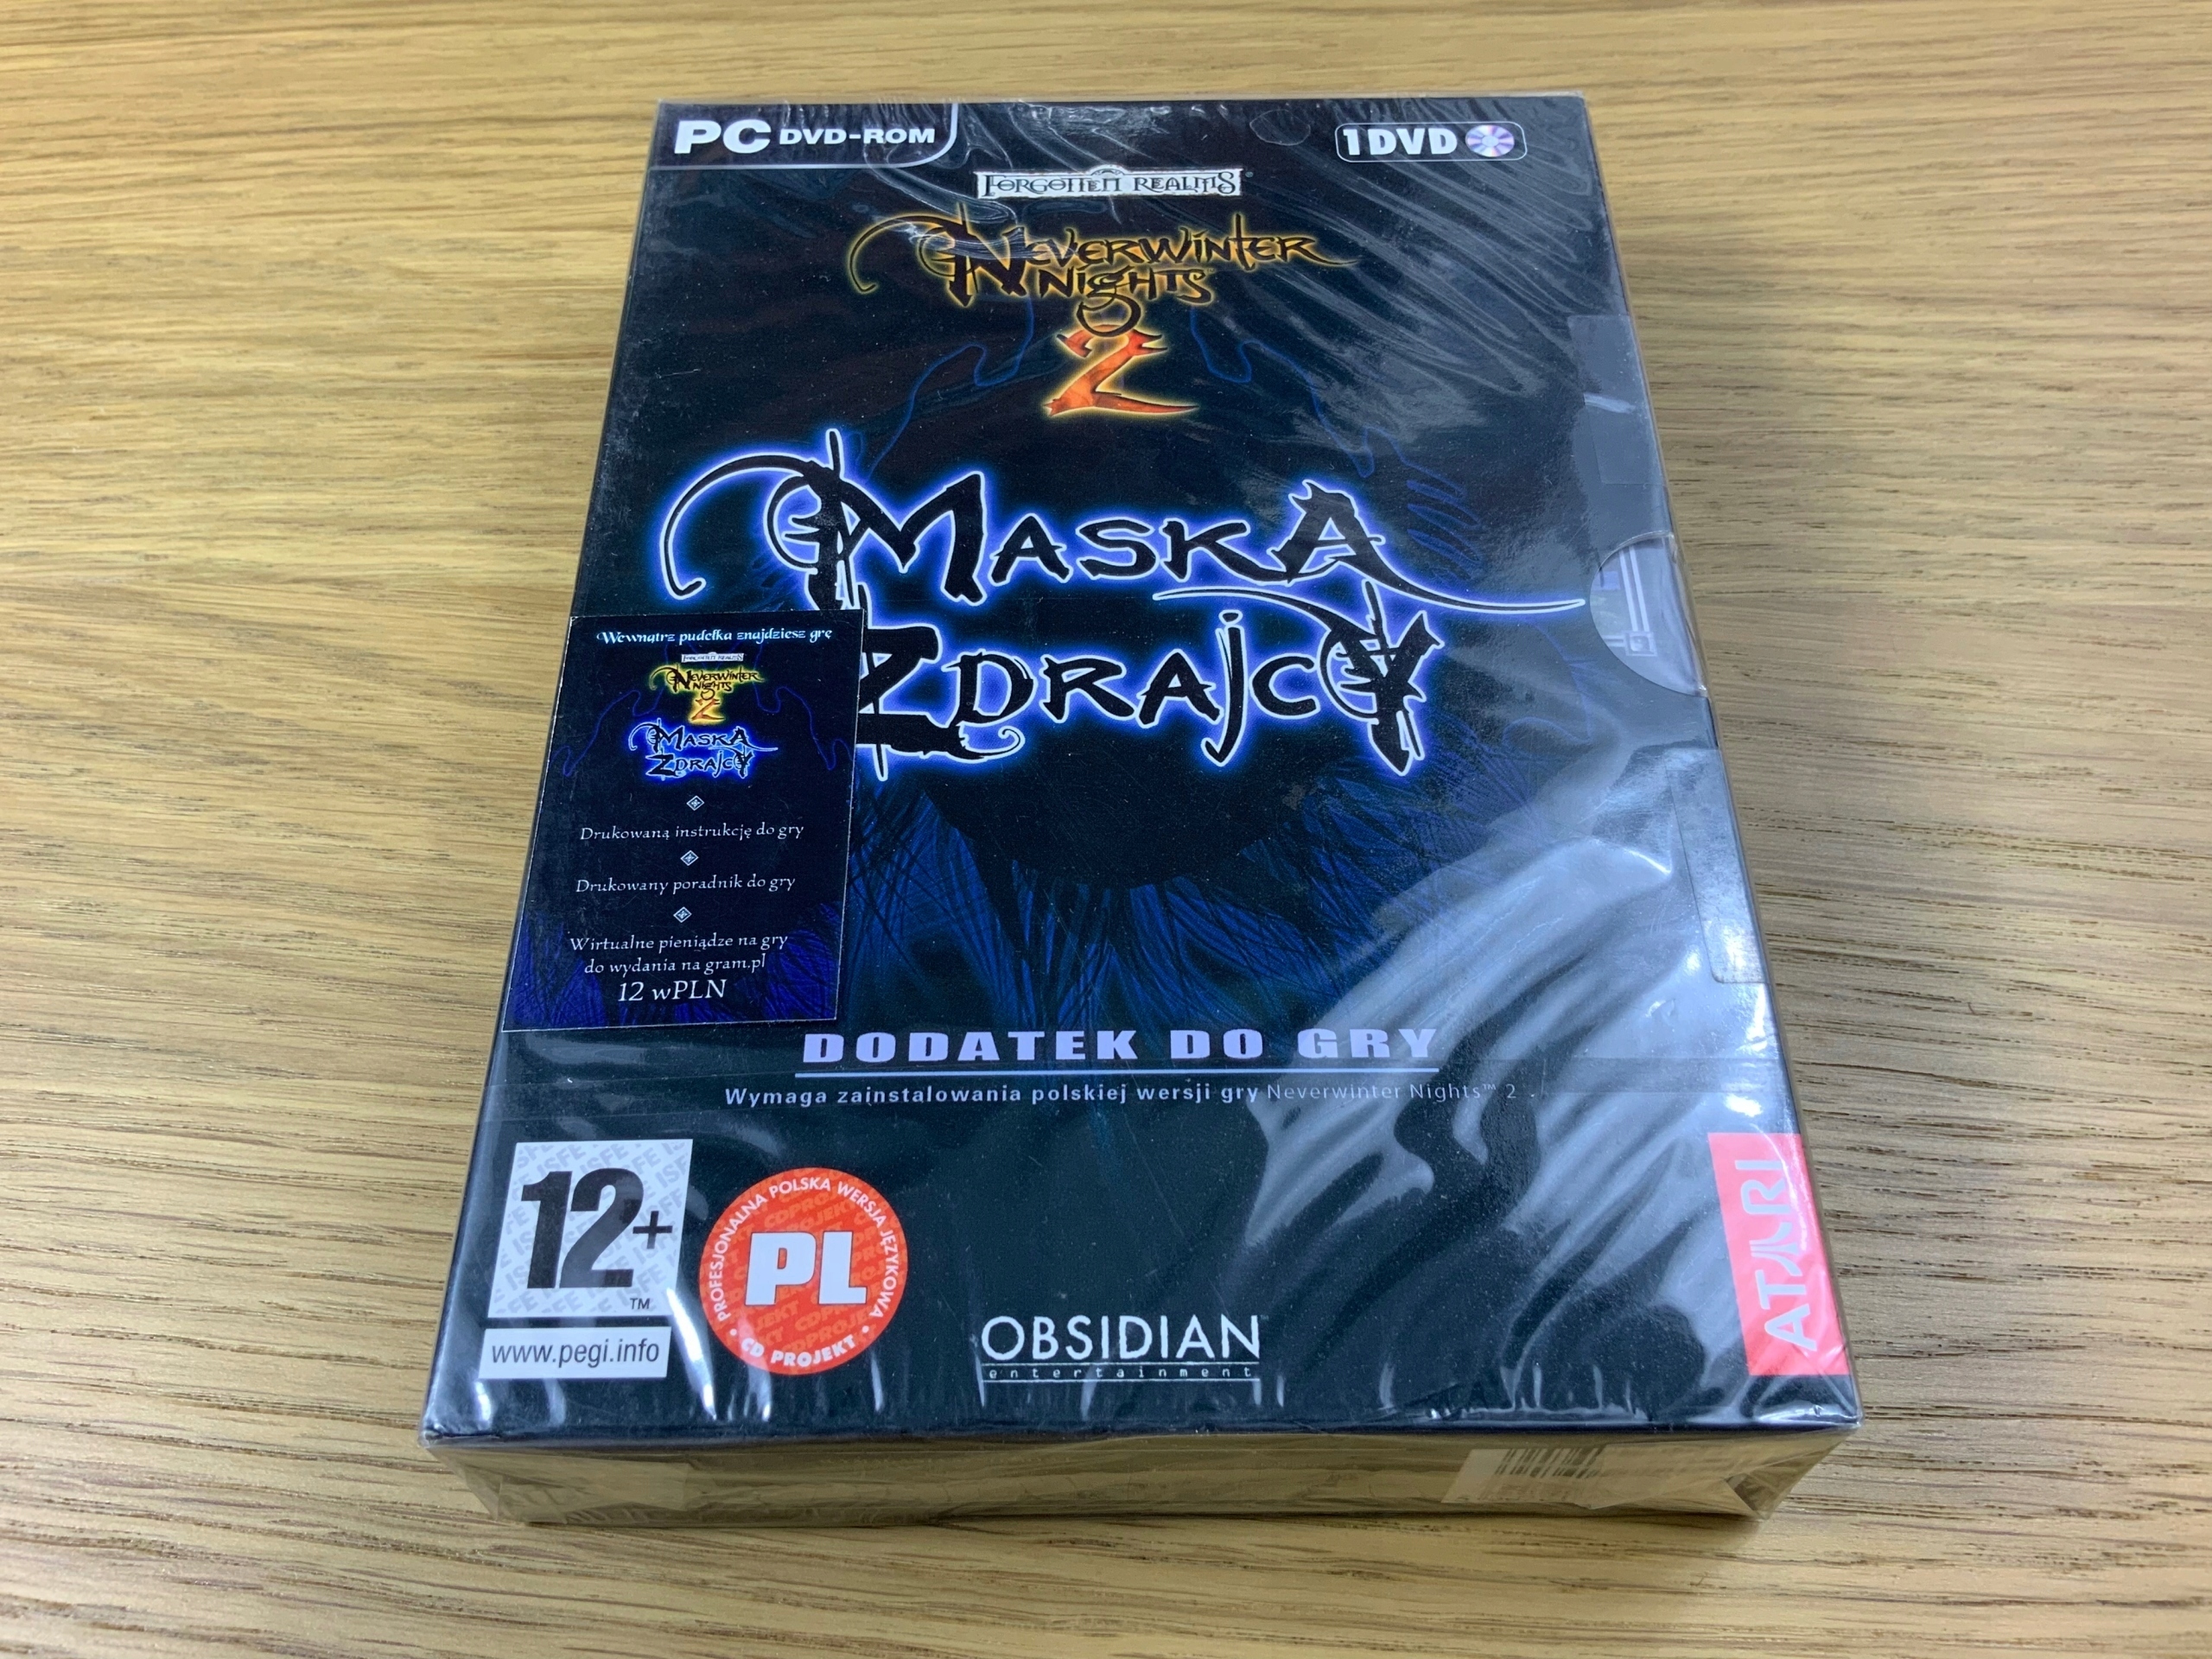 PC DVD-ROM
1DVD
FORGOTTEN REALMS
NEVERWINTER
NIGHTS
2
MASKA
ZDRAJCY
Wewnątrz pudełka znajdziesz grę
FORGOTTEN REALMS
NEVERWINTER
NIGHTS
2
MASKA
ZDRAJCY
Drukowaną instrukcję do gry
Drukowany poradnik do gry
Wirtualne pieniądze na gry
do wydania na gram.pl
12 wPLN
DODATEK DO GRY
Wymaga zainstalowania polskiej wersji gry Neverwinter Nights™ 2
12+
™
www.pegi.info
PROFESJONALNA POLSKA WERSJA JĘZYKOWA
PL
• CD PROJEKT •
OBSIDIAN
entertainment
ATARI